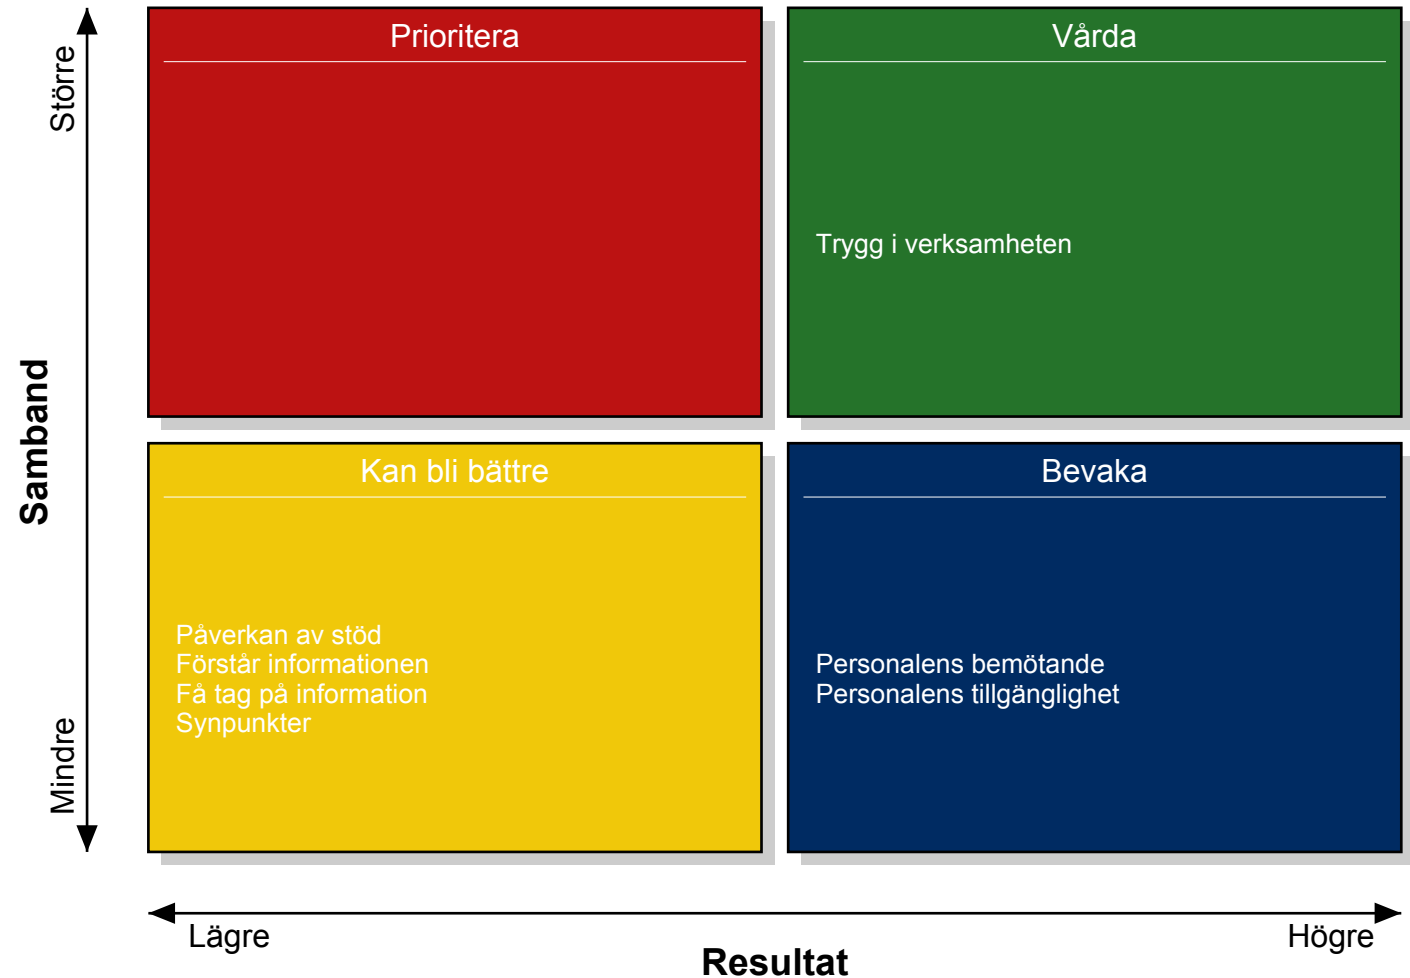 Prioritera
Vårda
Större
Trygg i verksamheten
Samband
Kan bli bättre
Bevaka
Påverkan av stöd
Förstår informationen
Få tag på information
Synpunkter
Personalens bemötande
Personalens tillgänglighet
Mindre
Lägre
Högre
Resultat